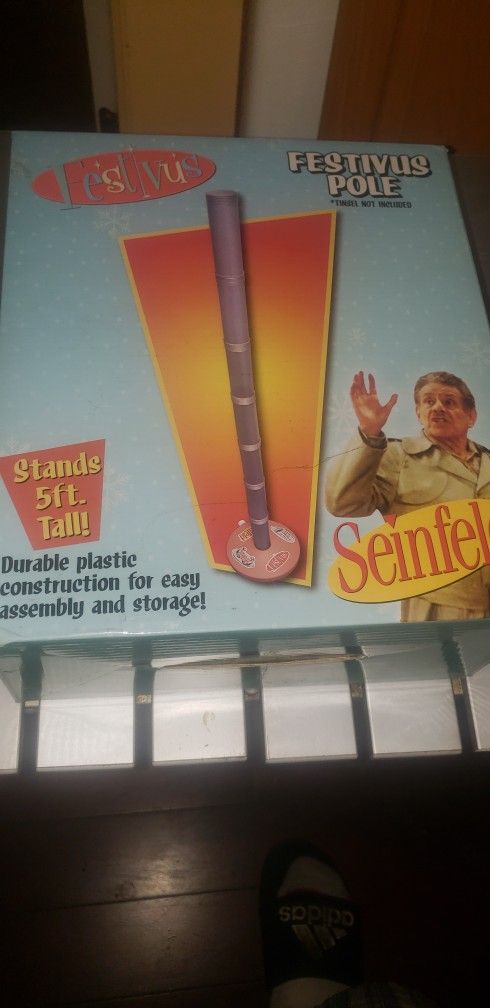 Festivus
FESTIVUS
POLE
*TINSEL NOT INCLUDED
Stands
5ft.
Tall!
Durable plastic
construction for easy
assembly and storage!
Seinfel
adidas